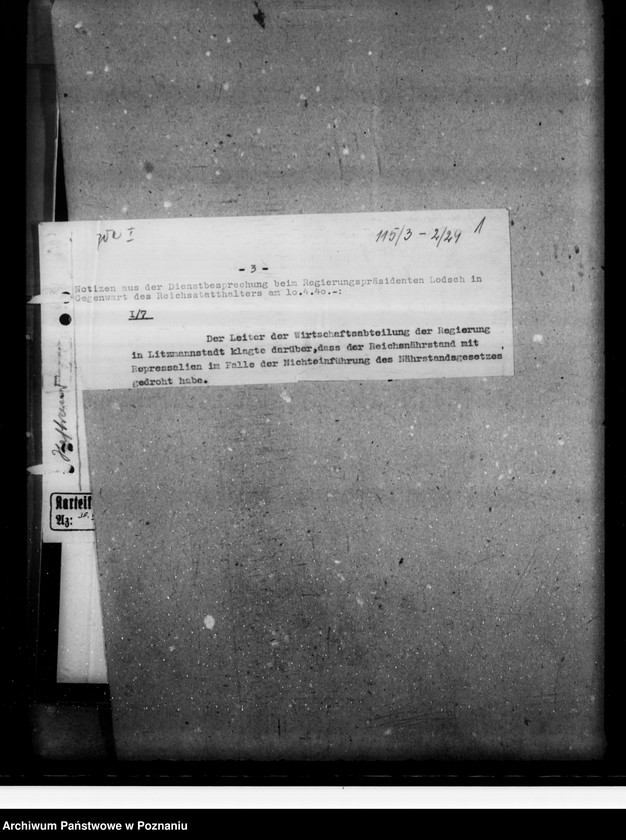 115/3 - 2/29 1
- 3 -
Notizen aus der Dienstbesprechung beim Regierungspräsidenten Lodsch in
Gegenwart des Reichsstatthalters am 10.4.40.-:
I/7
Der Leiter der Wirtschaftsabteilung der Regierung
in Litzmannstadt klagte darüber,dass der Reichsnährstand mit
Repressalien im Falle der Nichteinführung des Nährstandsgesetzes
gedroht habe.
Kartei
Az:
Archiwum Państwowe w Poznaniu